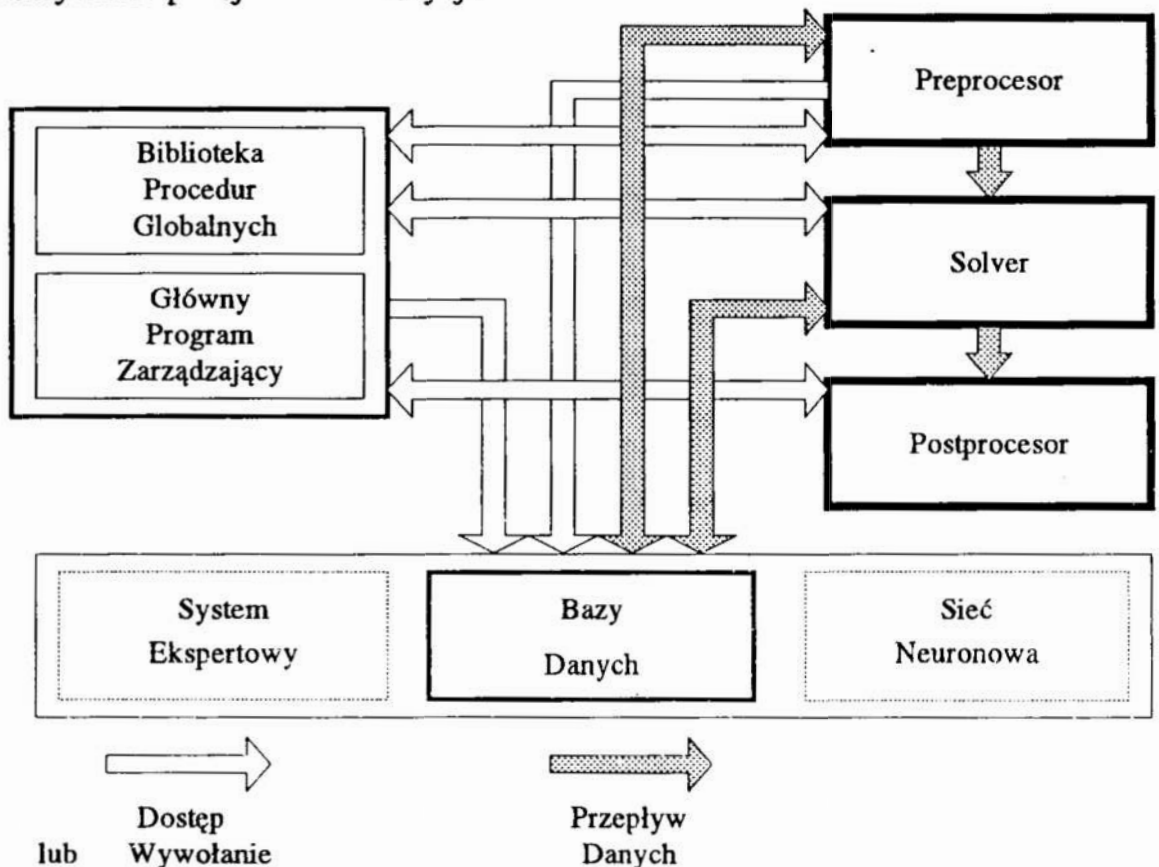 Preprocesor
Biblioteka
Procedur
Globalnych
Solver
Główny
Program
Zarządzający
Postprocesor
System
Ekspertowy
Bazy
Danych
Sieć
Neuronowa
Dostęp
lub Wywołanie
Przepływ
Danych